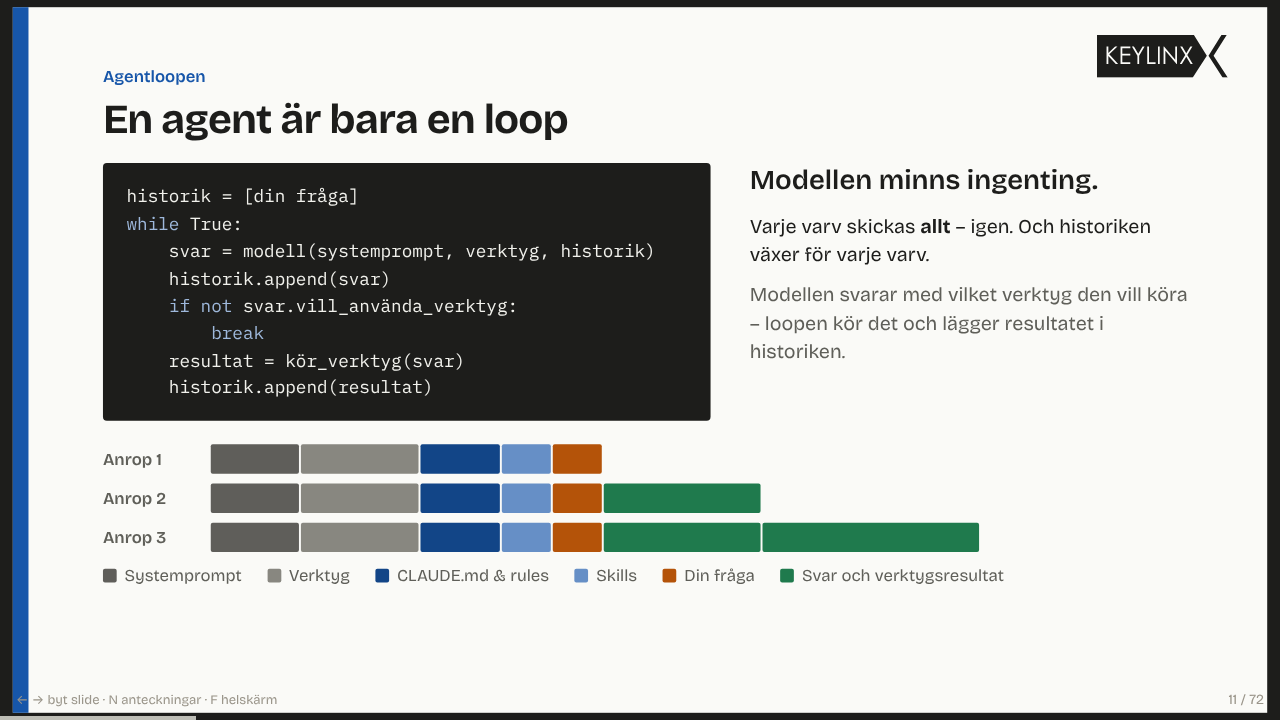 KEYLINX
Agentloopen
En agent är bara en loop
historik = [din fråga]
while True:
    svar = modell(systemprompt, verktyg, historik)
    historik.append(svar)
    if not svar.vill_använda_verktyg:
        break
    resultat = kör_verktyg(svar)
    historik.append(resultat)
Modellen minns ingenting.
Varje varv skickas allt – igen. Och historiken
växer för varje varv.
Modellen svarar med vilket verktyg den vill köra
– loopen kör det och lägger resultatet i
historiken.
Anrop 1
Anrop 2
Anrop 3
Systemprompt Verktyg CLAUDE.md & rules Skills Din fråga Svar och verktygsresultat
← → byt slide · N anteckningar · F helskärm
11 / 72